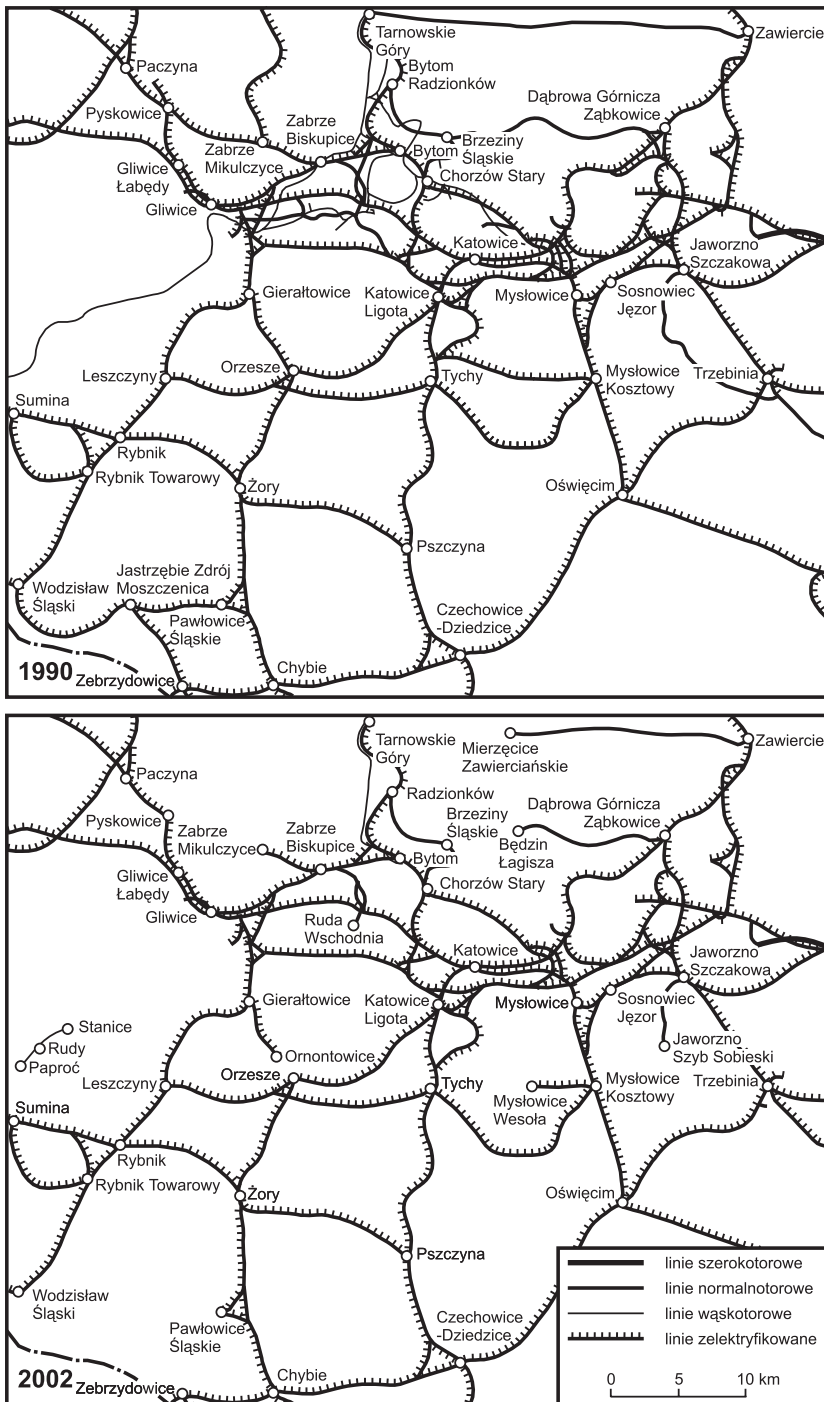 Tarnowskie
Góry
Zawiercie
Paczyna
Bytom
Radzionków
Dąbrowa Górnicza
Ząbkowice
Pyskowice
Zabrze
Biskupice
Zabrze
Mikulczyce
Bytom
Brzeziny
Śląskie
Chorzów Stary
Gliwice
Łabędy
Gliwice
Katowice
Jaworzno
Szczakowa
Gierałtowice
Katowice
Ligota
Mysłowice
Sosnowiec
Jęzor
Leszczyny
Orzesze
Tychy
Mysłowice
Kosztowy
Trzebinia
Sumina
Rybnik
Rybnik Towarowy
Żory
Oświęcim
Pszczyna
Wodzisław
Śląski
Jastrzębie Zdrój
Moszczenica
Pawłowice
Śląskie
Czechowice
-Dziedzice
1990
Zebrzydowice
Chybie
Tarnowskie
Góry
Mierzęcice
Zawierciańskie
Zawiercie
Paczyna
Radzionków
Pyskowice
Zabrze
Mikulczyce
Zabrze
Biskupice
Brzeziny
Śląskie
Będzin
Łagisza
Dąbrowa Górnicza
Ząbkowice
Bytom
Gliwice
Łabędy
Gliwice
Chorzów Stary
Ruda
Wschodnia
Katowice
Jaworzno
Szczakowa
Gierałtowice
Katowice
Ligota
Mysłowice
Sosnowiec
Jęzor
Stanice
Rudy
Paproć
Ornontowice
Jaworzno
Szyb Sobieski
Leszczyny
Orzesze
Tychy
Mysłowice
Wesoła
Mysłowice
Kosztowy
Trzebinia
Sumina
Rybnik
Rybnik Towarowy
Żory
Oświęcim
Pszczyna
Wodzisław
Śląski
Pawłowice
Śląskie
Czechowice
-Dziedzice
2002
Zebrzydowice
Chybie
linie szerokotorowe
linie normalnotorowe
linie wąskotorowe
linie zelektryfikowane
0 5 10 km